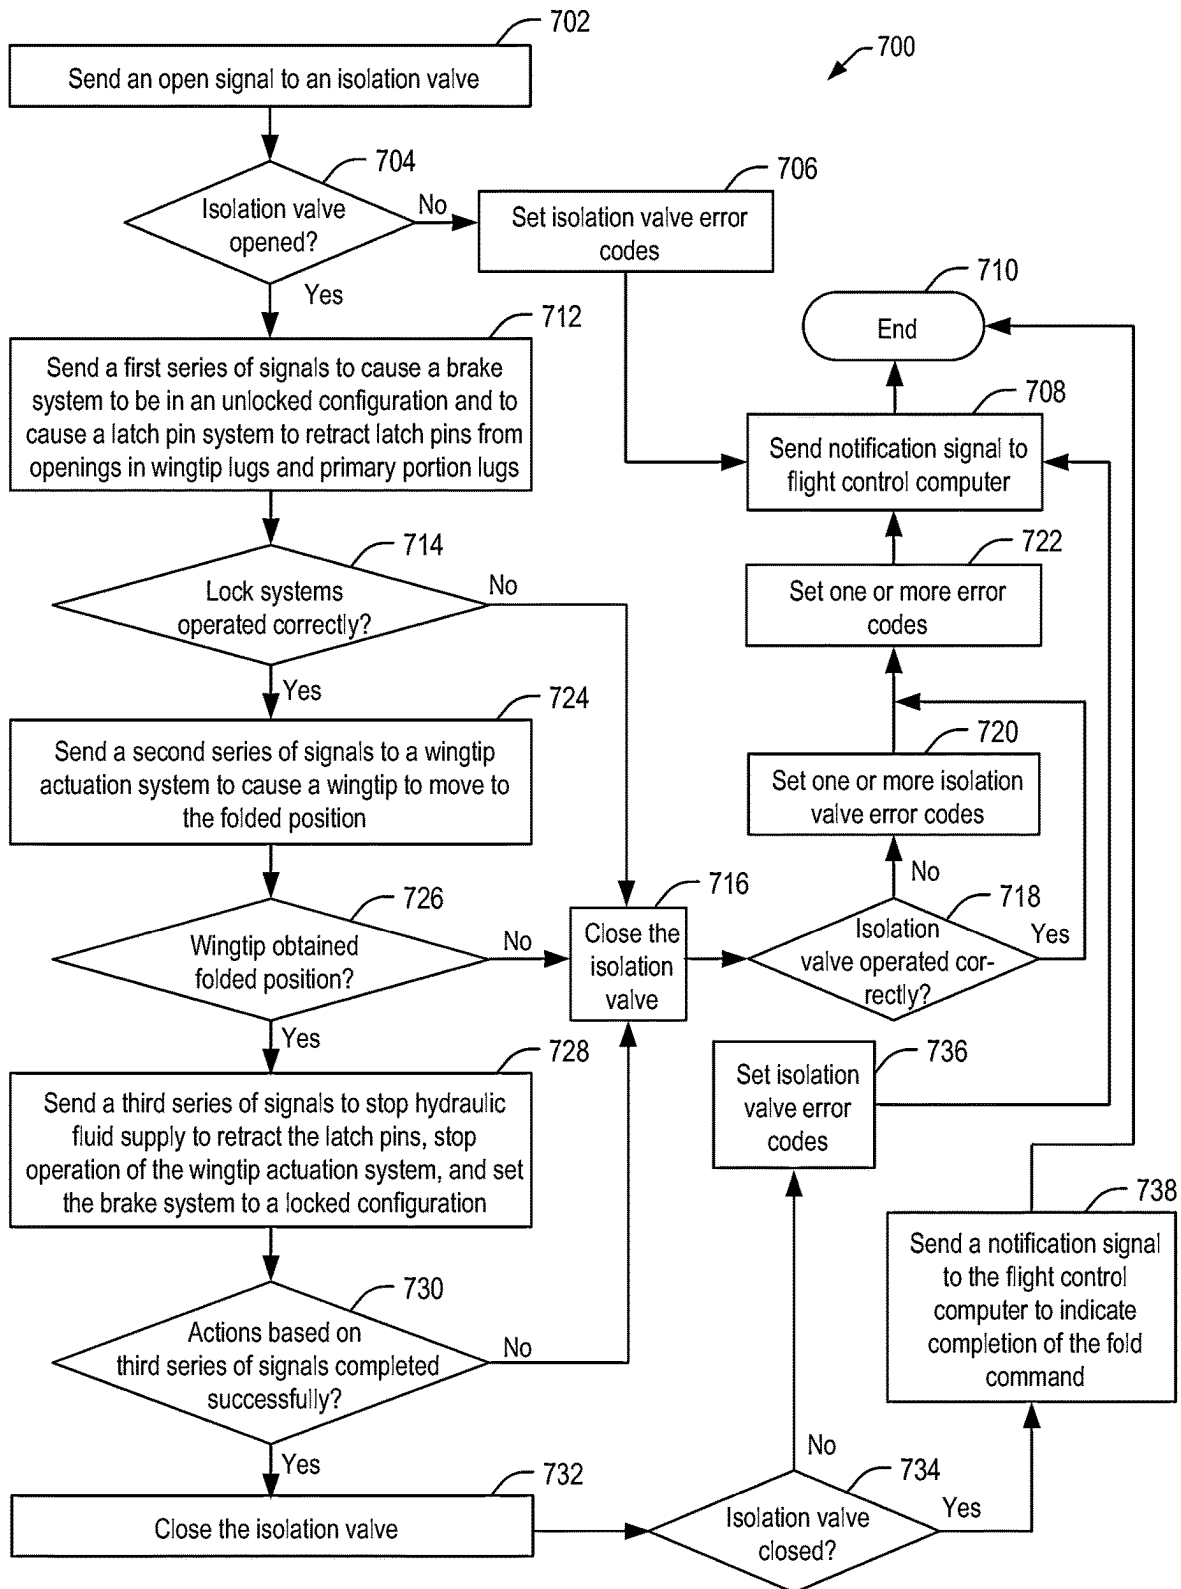 702
700
Send an open signal to an isolation valve
704
Isolation valve
opened?
No
Yes
706
Set isolation valve error
codes
710
End
712
Send a first series of signals to cause a brake
system to be in an unlocked configuration and to
cause a latch pin system to retract latch pins from
openings in wingtip lugs and primary portion lugs
708
Send notification signal to
flight control computer
714
Lock systems
operated correctly?
No
Yes
722
Set one or more error
codes
724
Send a second series of signals to a wingtip
actuation system to cause a wingtip to move to
the folded position
720
Set one or more isolation
valve error codes
726
Wingtip obtained
folded position?
No
Yes
716
Close the
isolation
valve
718
Isolation
valve operated cor-
rectly?
No
Yes
728
Send a third series of signals to stop hydraulic
fluid supply to retract the latch pins, stop
operation of the wingtip actuation system, and set
the brake system to a locked configuration
736
Set isolation
valve error
codes
730
Actions based on
third series of signals completed
successfully?
No
Yes
738
Send a notification signal
to the flight control
computer to indicate
completion of the fold
command
732
Close the isolation valve
734
Isolation valve
closed?
No
Yes